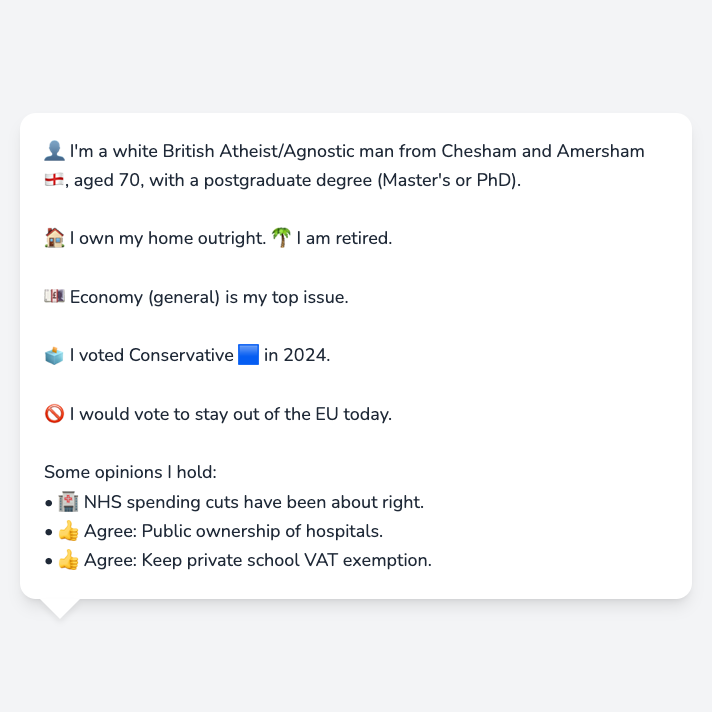 👤 I'm a white British Atheist/Agnostic man from Chesham and Amersham
🏴󠁧󠁢󠁥󠁮󠁧󠁿, aged 70, with a postgraduate degree (Master's or PhD).
🏠 I own my home outright. 🌴 I am retired.
💷 Economy (general) is my top issue.
🗳️ I voted Conservative 🟦 in 2024.
🚫 I would vote to stay out of the EU today.
Some opinions I hold:
• 🏥 NHS spending cuts have been about right.
• 👍 Agree: Public ownership of hospitals.
• 👍 Agree: Keep private school VAT exemption.